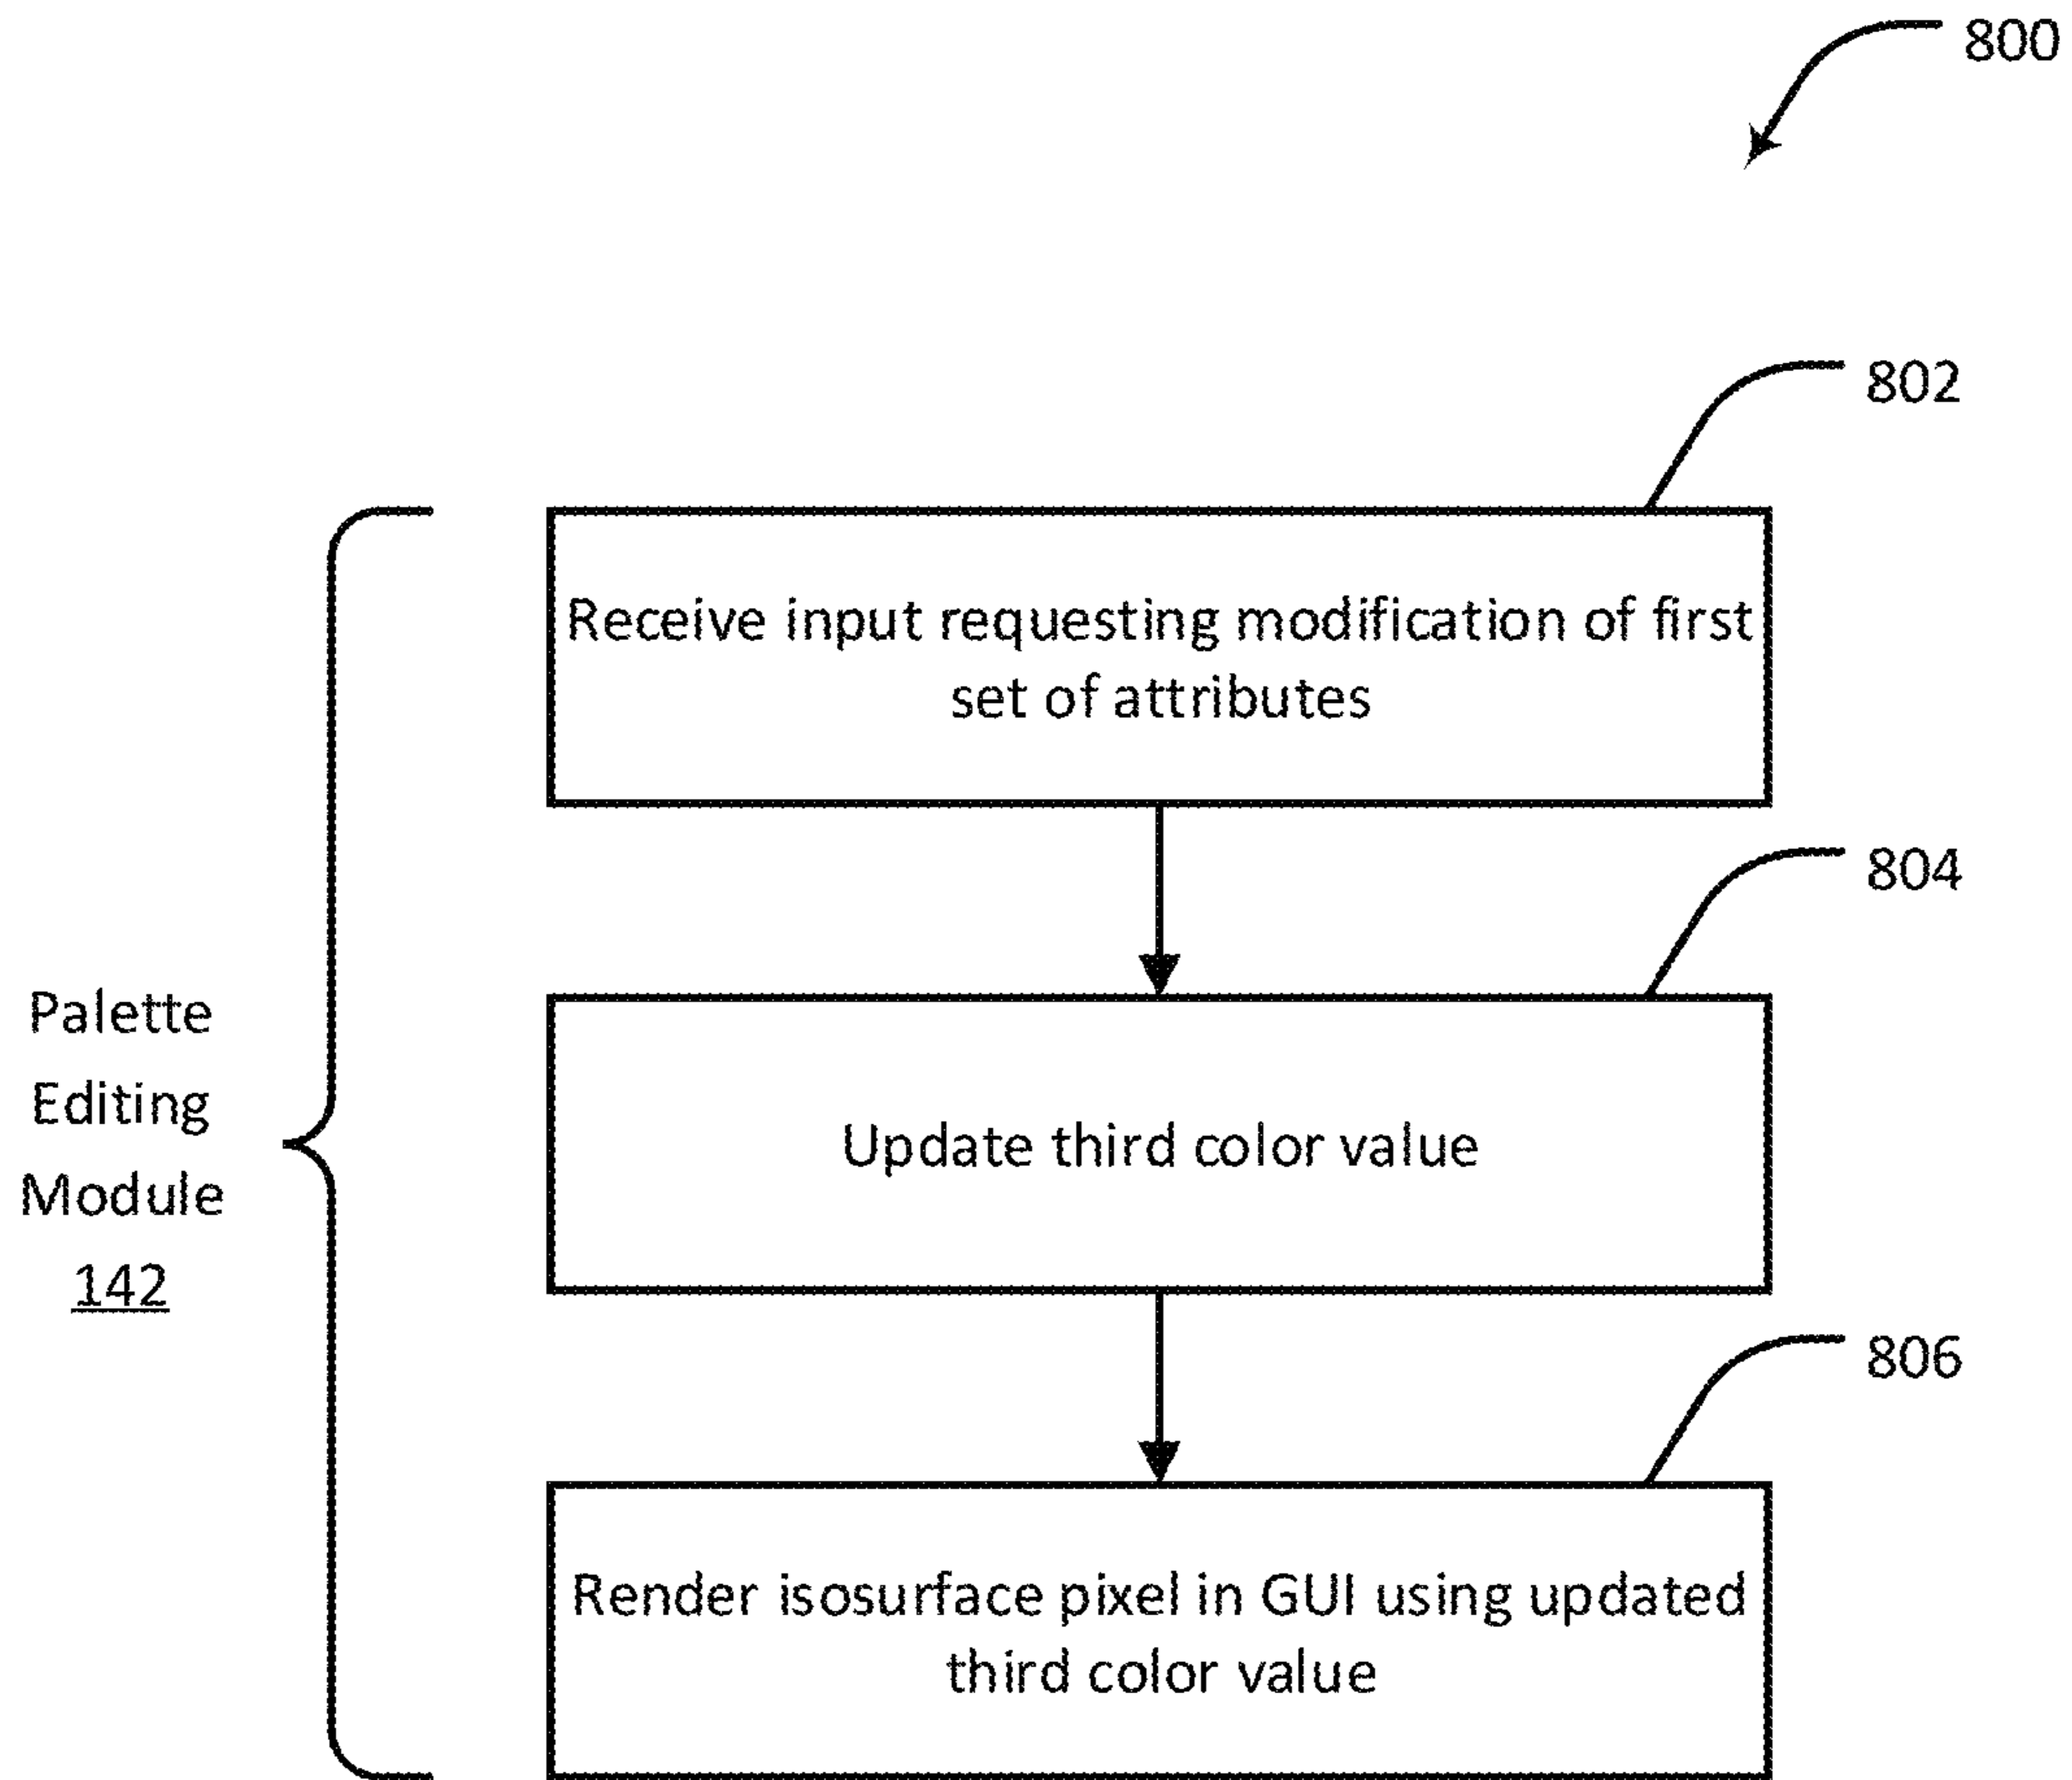 800
802
Receive input requesting modification of first
set of attributes
804
Palette
Editing
Module
142
Update third color value
806
Render isosurface pixel in GUI using updated
third color value